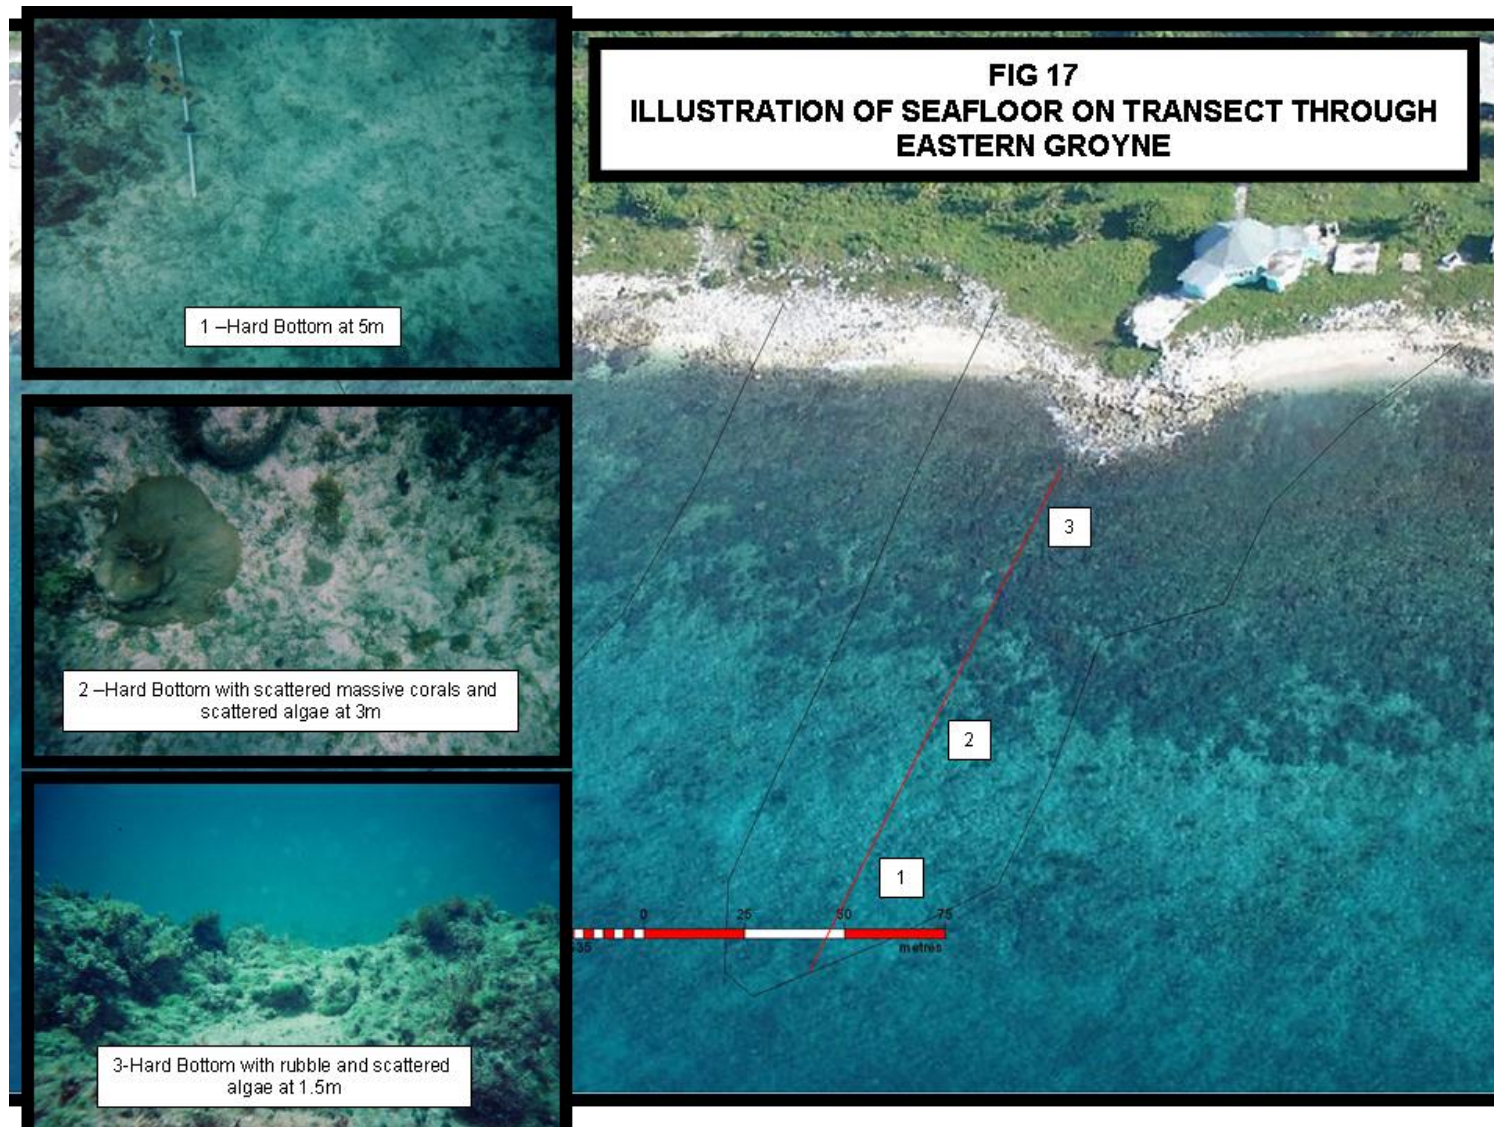 FIG 17
ILLUSTRATION OF SEAFLOOR ON TRANSECT THROUGH
EASTERN GROYNE
1 –Hard Bottom at 5m
2 –Hard Bottom with scattered massive corals and
scattered algae at 3m
3-Hard Bottom with rubble and scattered
algae at 1.5m
3
2
1
0 25 50 75
metres